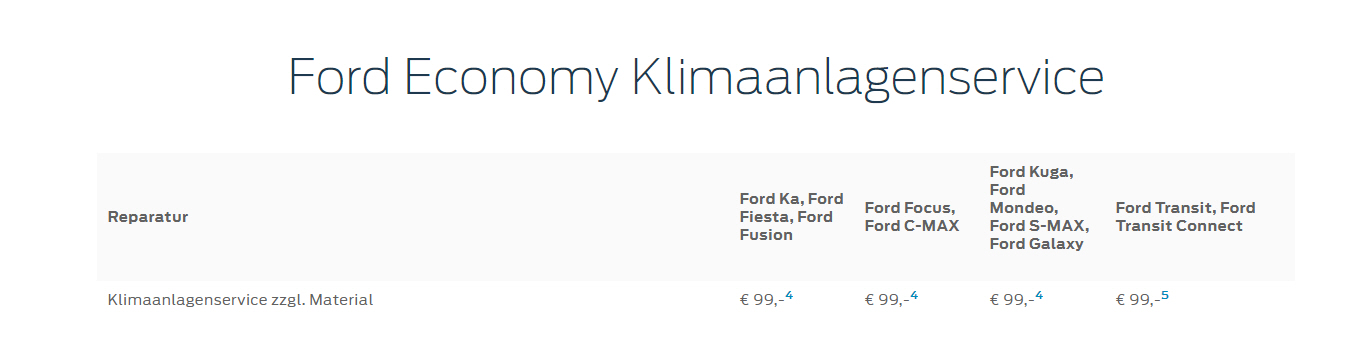 Ford Economy Klimaanlagenservice
Reparatur
Ford Ka, Ford
Fiesta, Ford
Fusion
Ford Focus,
Ford C-MAX
Ford Kuga,
Ford
Mondeo,
Ford S-MAX,
Ford Galaxy
Ford Transit, Ford
Transit Connect
Klimaanlagenservice zzgl. Material
€ 99,-4
€ 99,-4
€ 99,-4
€ 99,-5